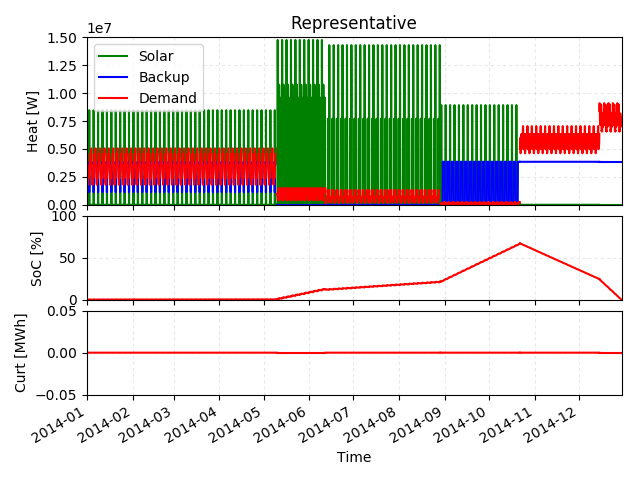 Representative
1e7
Heat [W]
1.50
1.25
1.00
0.75
0.50
0.25
0.00
Solar
Backup
Demand
SoC [%]
100
50
0
Curt [MWh]
0.05
0.00
−0.05
2014-01
2014-02
2014-03
2014-04
2014-05
2014-06
2014-07
2014-08
2014-09
2014-10
2014-11
2014-12
Time